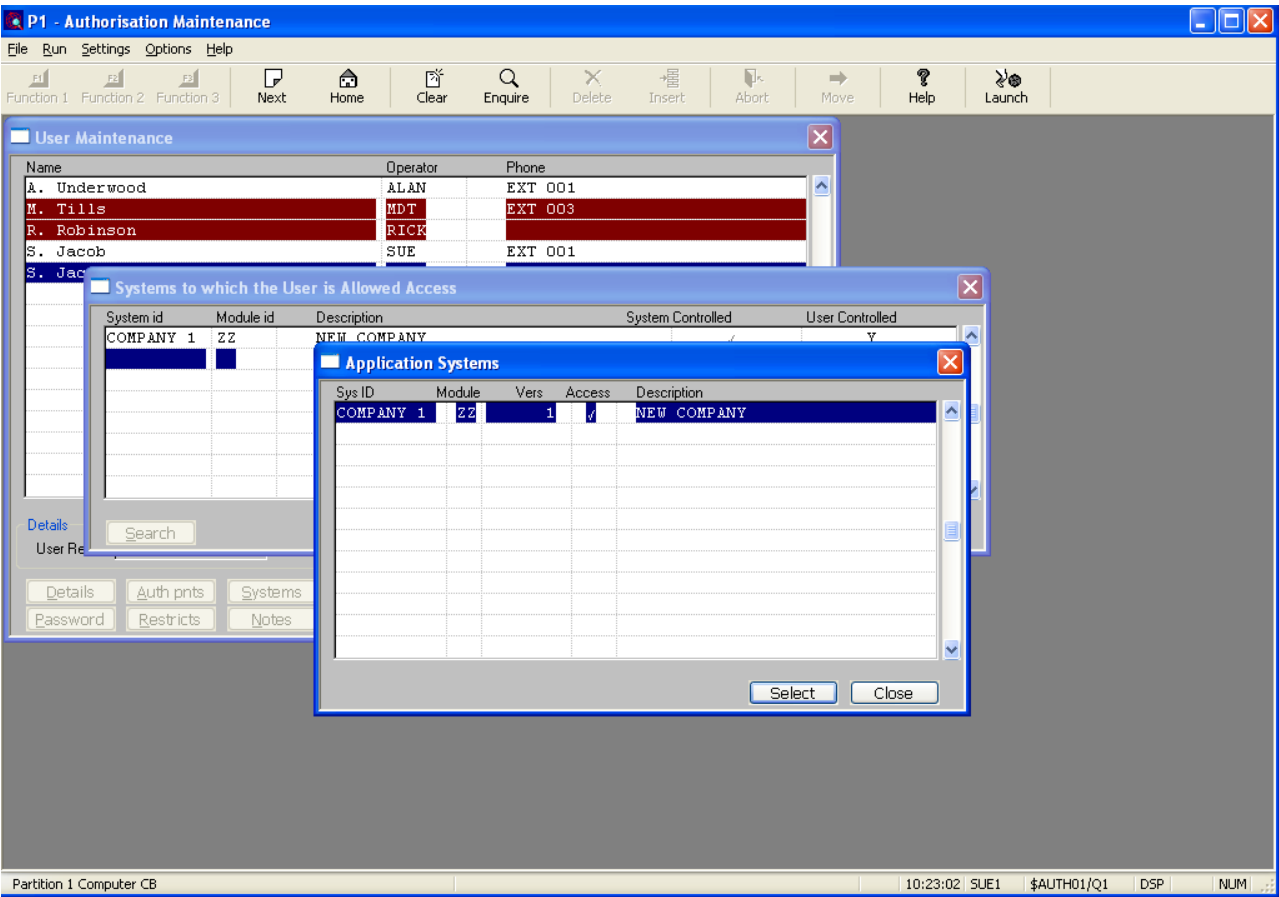 P1 - Authorisation Maintenance
File Run Settings Options Help
F1 F2 F3
Function 1 Function 2 Function 3 Next Home Clear Enquire Delete Insert Abort Move Help Launch
User Maintenance
Name Operator Phone
A. Underwood ALAN EXT 001
M. Tills MDT EXT 003
R. Robinson RICK
S. Jacob SUE EXT 001
S. Jac
Systems to which the User is Allowed Access
System id Module id Description System Controlled User Controlled
COMPANY 1 ZZ NEW COMPANY √ Y
Application Systems
Sys ID Module Vers Access Description
COMPANY 1 ZZ 1 √ NEW COMPANY
Search
Details
User Re
Details Auth pnts Systems
Password Restricts Notes
Select Close
Partition 1 Computer CB 10:23:02 SUE1 $AUTH01/Q1 DSP NUM